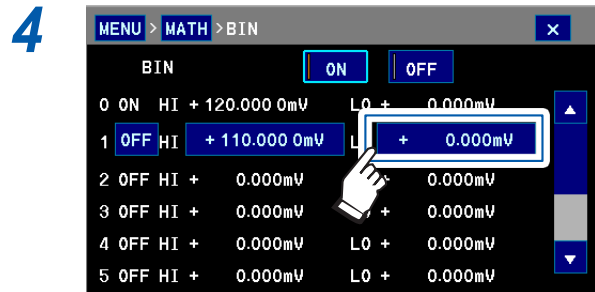 4
MENU > MATH >BIN ×
BIN ON OFF
0 ON HI + 120.000 0mV LO + 0.000mV
1 OFF HI + 110.000 0mV L + 0.000mV
2 OFF HI + 0.000mV + 0.000mV
3 OFF HI + 0.000mV + 0.000mV
4 OFF HI + 0.000mV LO + 0.000mV
5 OFF HI + 0.000mV LO + 0.000mV